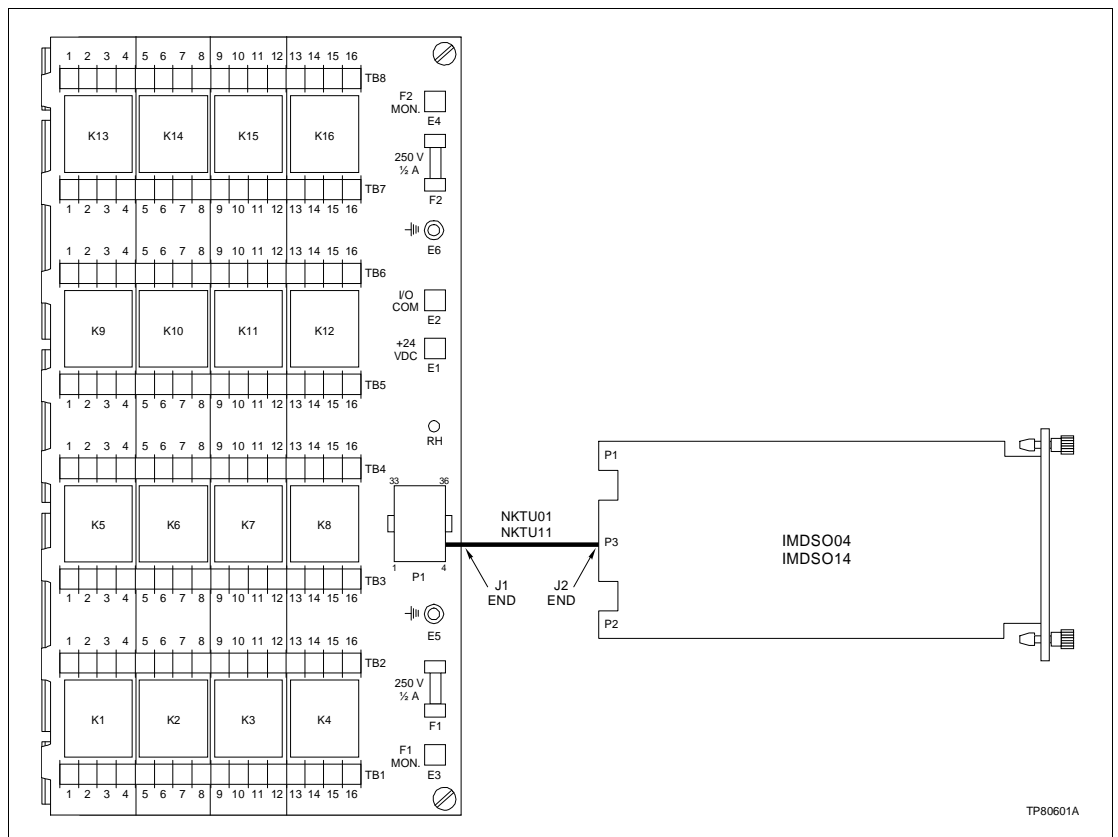 1 2 3 4 5 6 7 8 9 10 11 12 13 14 15 16
TB8
F2
MON.
E4
K13 K14 K15 K16
250 V
½ A
F2
TB7
1 2 3 4 5 6 7 8 9 10 11 12 13 14 15 16
E6
1 2 3 4 5 6 7 8 9 10 11 12 13 14 15 16
TB6
I/O
COM
E2
K9 K10 K11 K12
+24
VDC
E1
TB5
1 2 3 4 5 6 7 8 9 10 11 12 13 14 15 16
RH
1 2 3 4 5 6 7 8 9 10 11 12 13 14 15 16
TB4
33 36
K5 K6 K7 K8
1 4
P1
TB3
1 2 3 4 5 6 7 8 9 10 11 12 13 14 15 16
E5
1 2 3 4 5 6 7 8 9 10 11 12 13 14 15 16
TB2
250 V
½ A
F1
K1 K2 K3 K4
F1
MON.
E3
TB1
1 2 3 4 5 6 7 8 9 10 11 12 13 14 15 16
NKTU01
NKTU11
J1
END
J2
END
P1
P3
P2
IMDSO04
IMDSO14
TP80601A